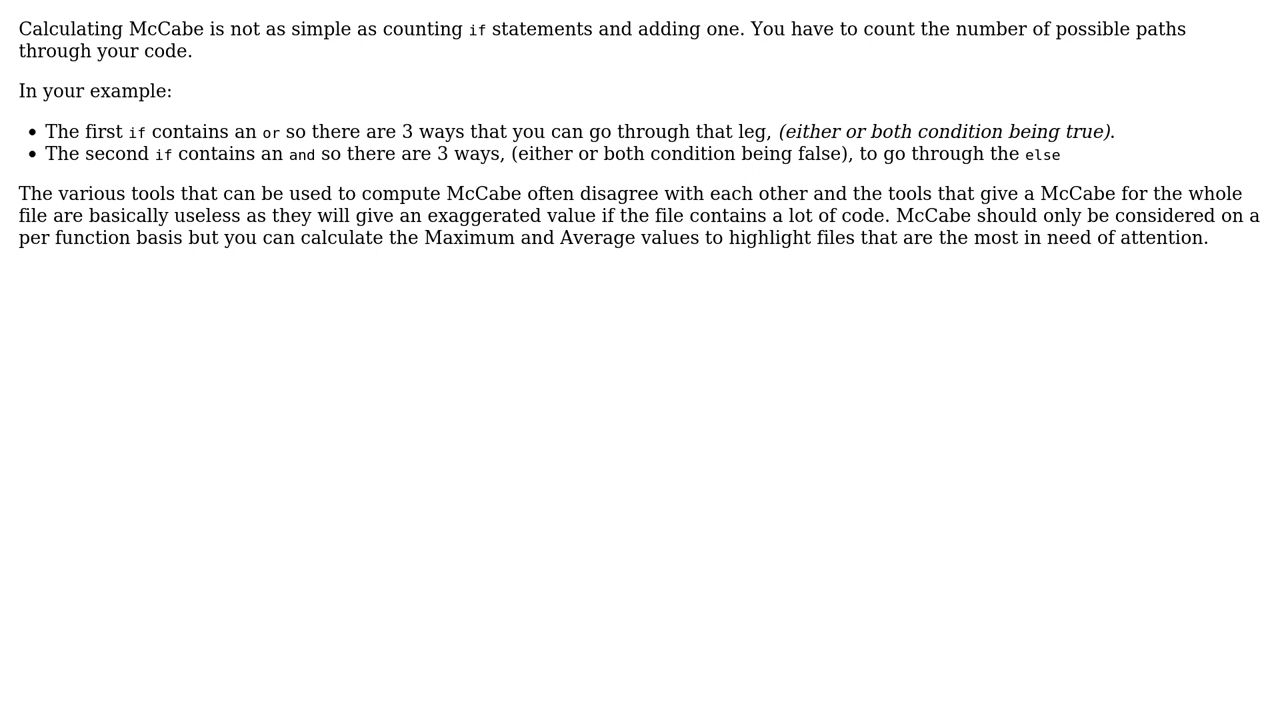 Calculating McCabe is not as simple as counting if statements and adding one. You have to count the number of possible paths
through your code.
In your example:
• The first if contains an or so there are 3 ways that you can go through that leg, (either or both condition being true).
• The second if contains an and so there are 3 ways, (either or both condition being false), to go through the else
The various tools that can be used to compute McCabe often disagree with each other and the tools that give a McCabe for the whole
file are basically useless as they will give an exaggerated value if the file contains a lot of code. McCabe should only be considered on a
per function basis but you can calculate the Maximum and Average values to highlight files that are the most in need of attention.